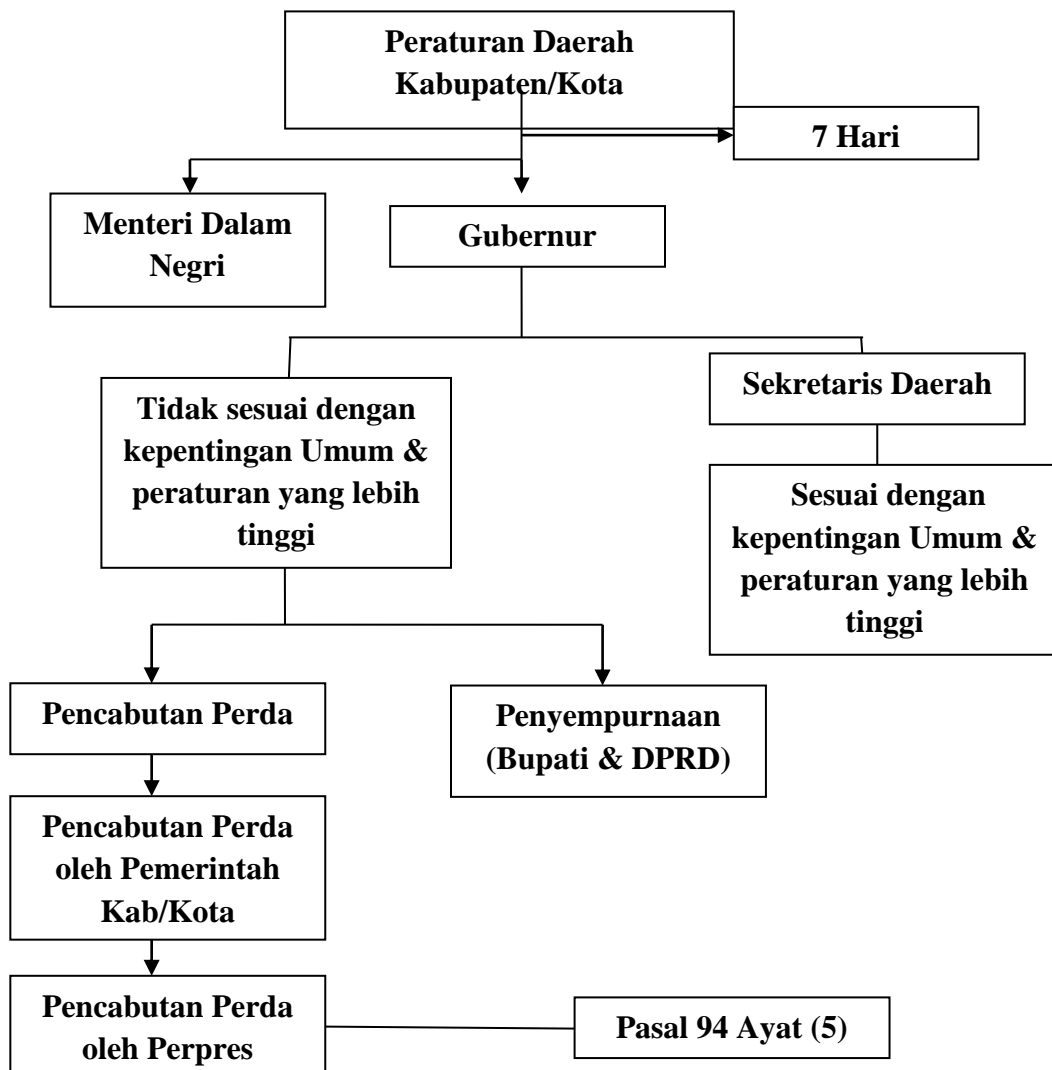 Peraturan Daerah
Kabupaten/Kota
7 Hari
Menteri Dalam
Negri
Gubernur
Sekretaris Daerah
Tidak sesuai dengan
kepentingan Umum &
peraturan yang lebih
tinggi
Sesuai dengan
kepentingan Umum &
peraturan yang lebih
tinggi
Pencabutan Perda
Penyempurnaan
(Bupati & DPRD)
Pencabutan Perda
oleh Pemerintah
Kab/Kota
Pencabutan Perda
oleh Perpres
Pasal 94 Ayat (5)